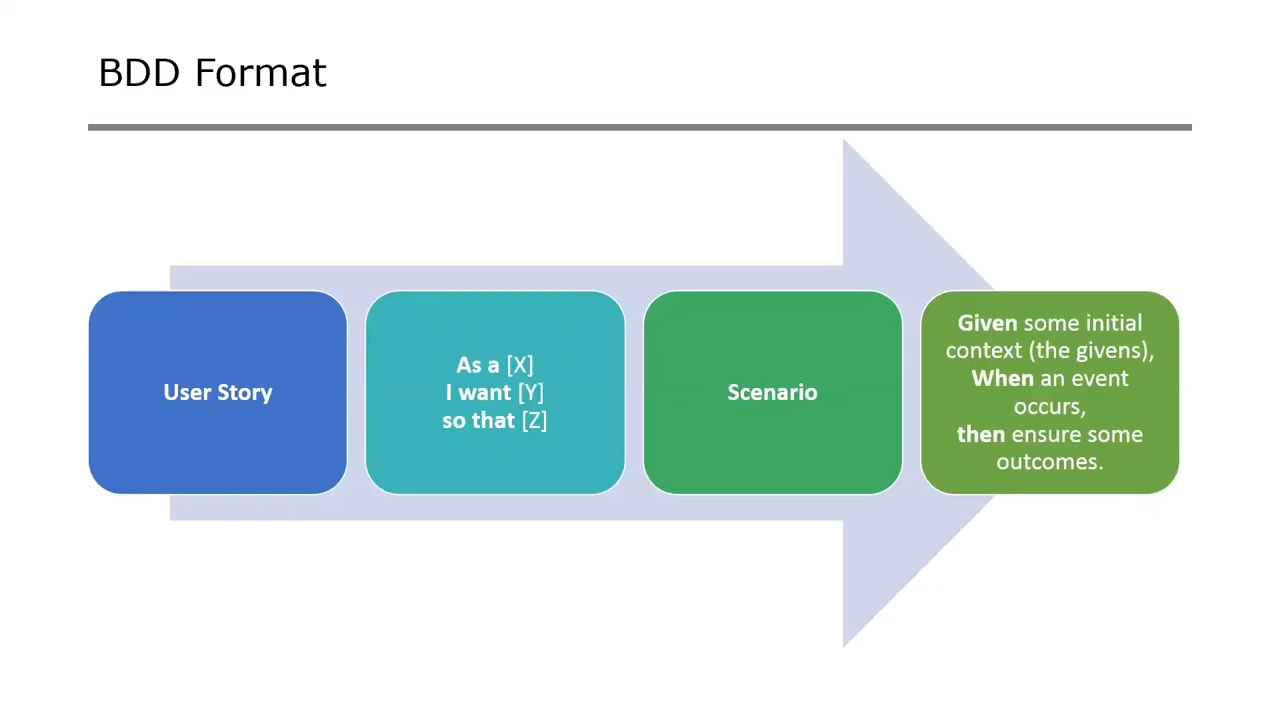 BDD Format
User Story
As a [X]
I want [Y]
so that [Z]
Scenario
Given some initial
context (the givens),
When an event
occurs,
then ensure some
outcomes.